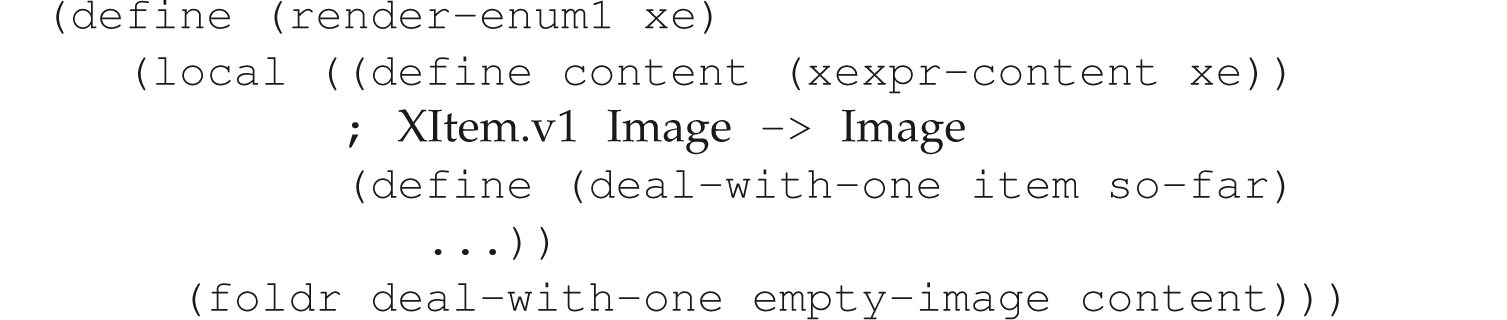 (define (render-enum1 xe)
(local ((define content (xexpr-content xe))
; XItem.v1 Image -> Image
(define (deal-with-one item so-far)
...))
(foldr deal-with-one empty-image content)))